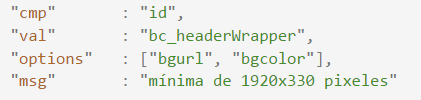 "cmp"     : "id",
"val"     : "bc_headerWrapper",
"options" : ["bgurl", "bgcolor"],
"msg"     : "mínima de 1920x330 pixeles"